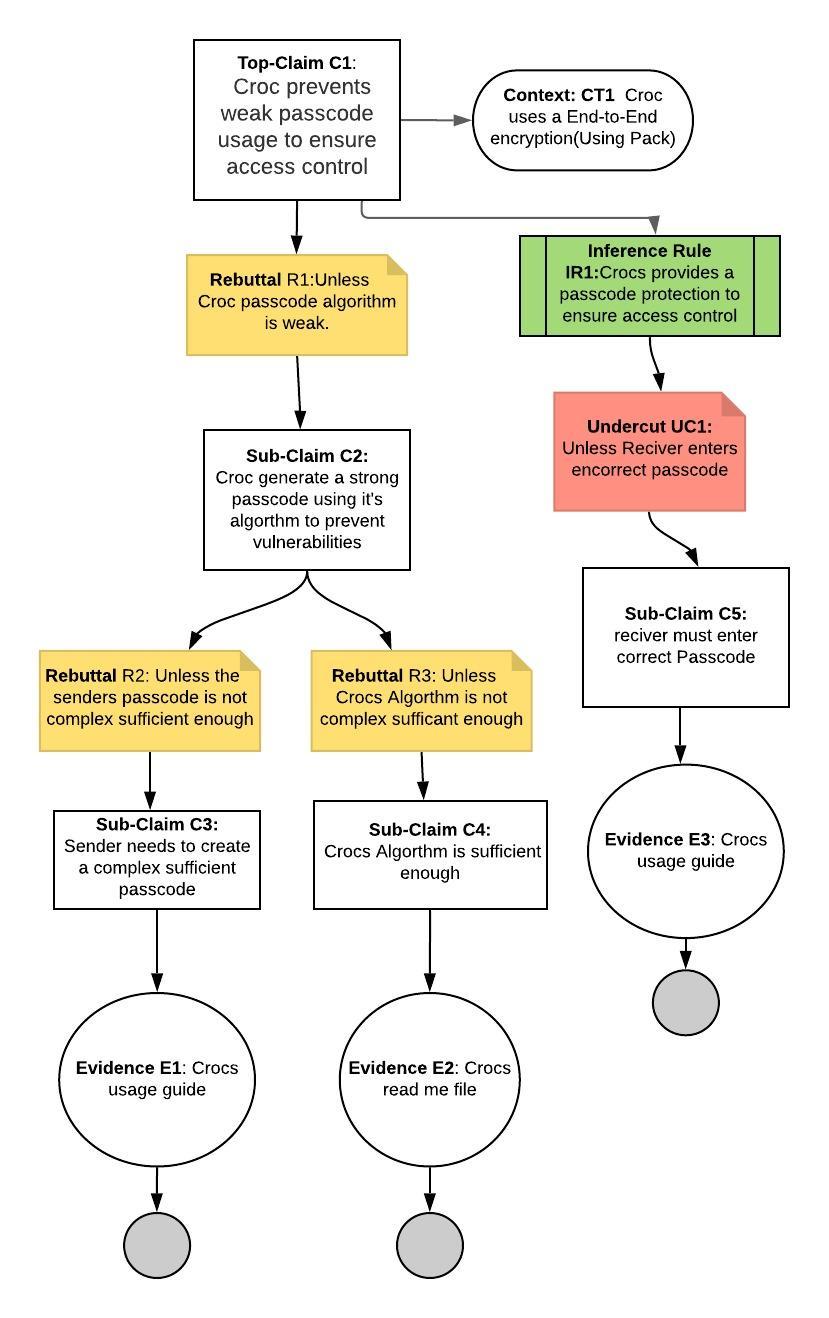 Top-Claim C1:
Croc prevents
weak passcode
usage to ensure
access control
Context: CT1 Croc
uses a End-to-End
encryption(Using Pack)
Rebuttal R1:Unless
Croc passcode algorithm
is weak.
Inference Rule
IR1:Crocs provides a
passcode protection to
ensure access control
Undercut UC1:
Unless Reciver enters
encorrect passcode
Sub-Claim C2:
Croc generate a strong
passcode using it's
algorthm to prevent
vulnerabilities
Sub-Claim C5:
reciver must enter
correct Passcode
Rebuttal R2: Unless the
senders passcode is not
complex sufficient enough
Rebuttal R3: Unless
Crocs Algorthm is not
complex sufficant enough
Sub-Claim C3:
Sender needs to create
a complex sufficient
passcode
Sub-Claim C4:
Crocs Algorthm is sufficient
enough
Evidence E3: Crocs
usage guide
Evidence E1: Crocs
usage guide
Evidence E2: Crocs
read me file